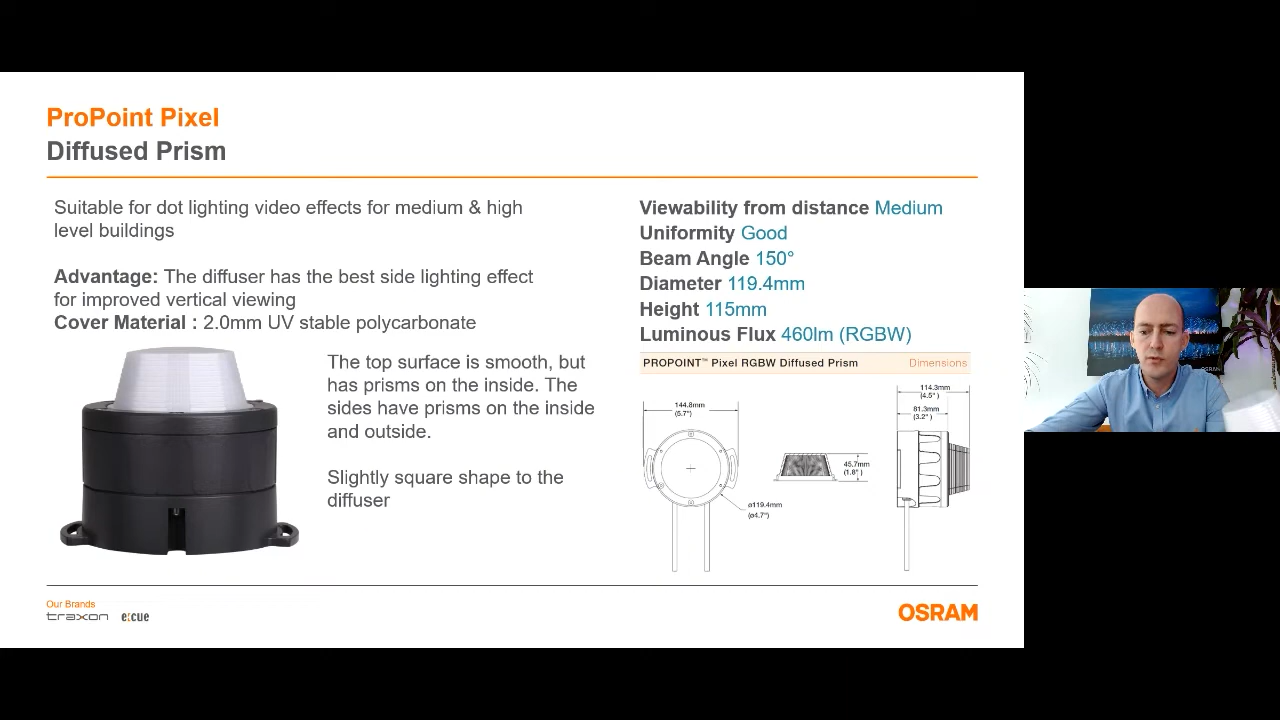 ProPoint Pixel
Diffused Prism
Suitable for dot lighting video effects for medium & high
level buildings
Advantage: The diffuser has the best side lighting effect
for improved vertical viewing
Cover Material : 2.0mm UV stable polycarbonate
The top surface is smooth, but
has prisms on the inside. The
sides have prisms on the inside
and outside.
Slightly square shape to the
diffuser
Viewability from distance Medium
Uniformity Good
Beam Angle 150°
Diameter 119.4mm
Height 115mm
Luminous Flux 460lm (RGBW)
PROPOINT™ Pixel RGBW Diffused Prism Dimensions
144.8mm
(5.7")
45.7mm
(1.8")
ø119.4mm
(ø4.7")
114.3mm
(4.5")
81.3mm
(3.2")
Our Brands
traxon e:cue
OSRAM
OSRAM